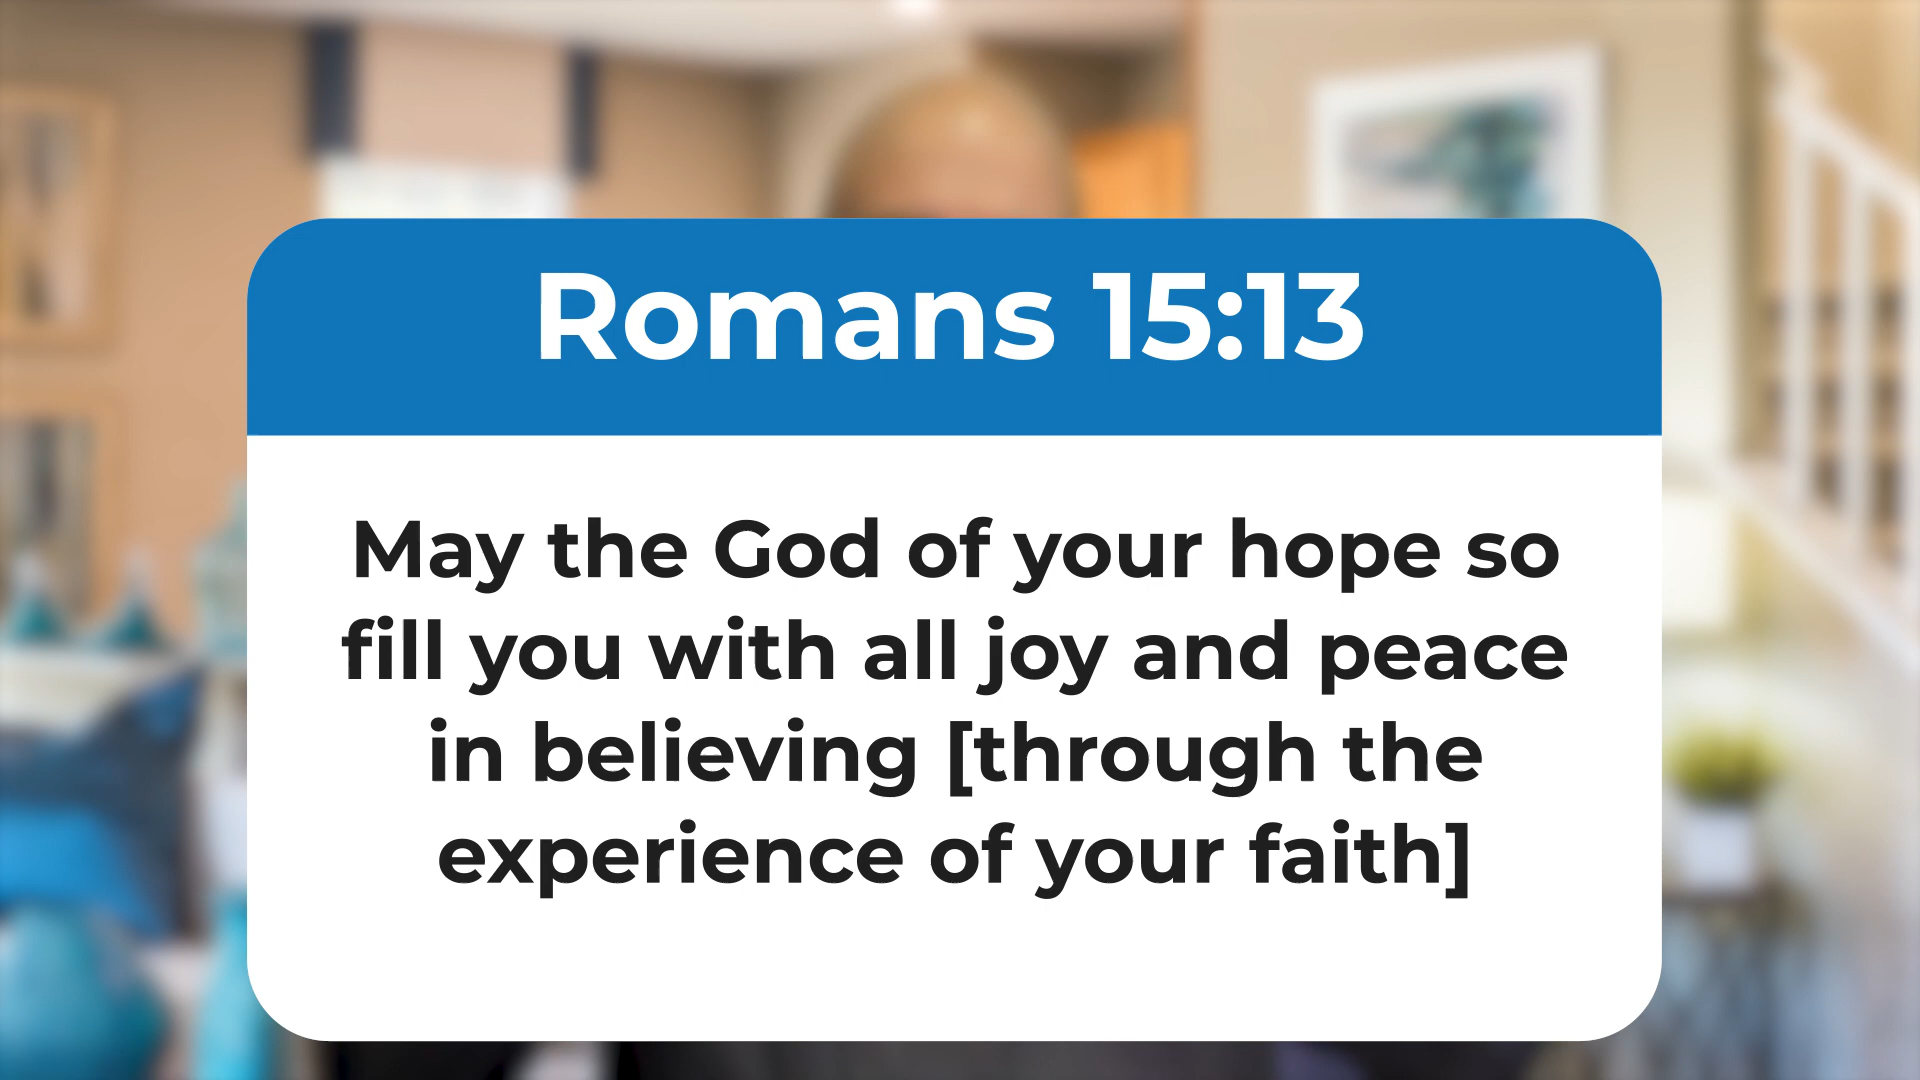 Romans 15:13
May the God of your hope so
fill you with all joy and peace
in believing [through the
experience of your faith]